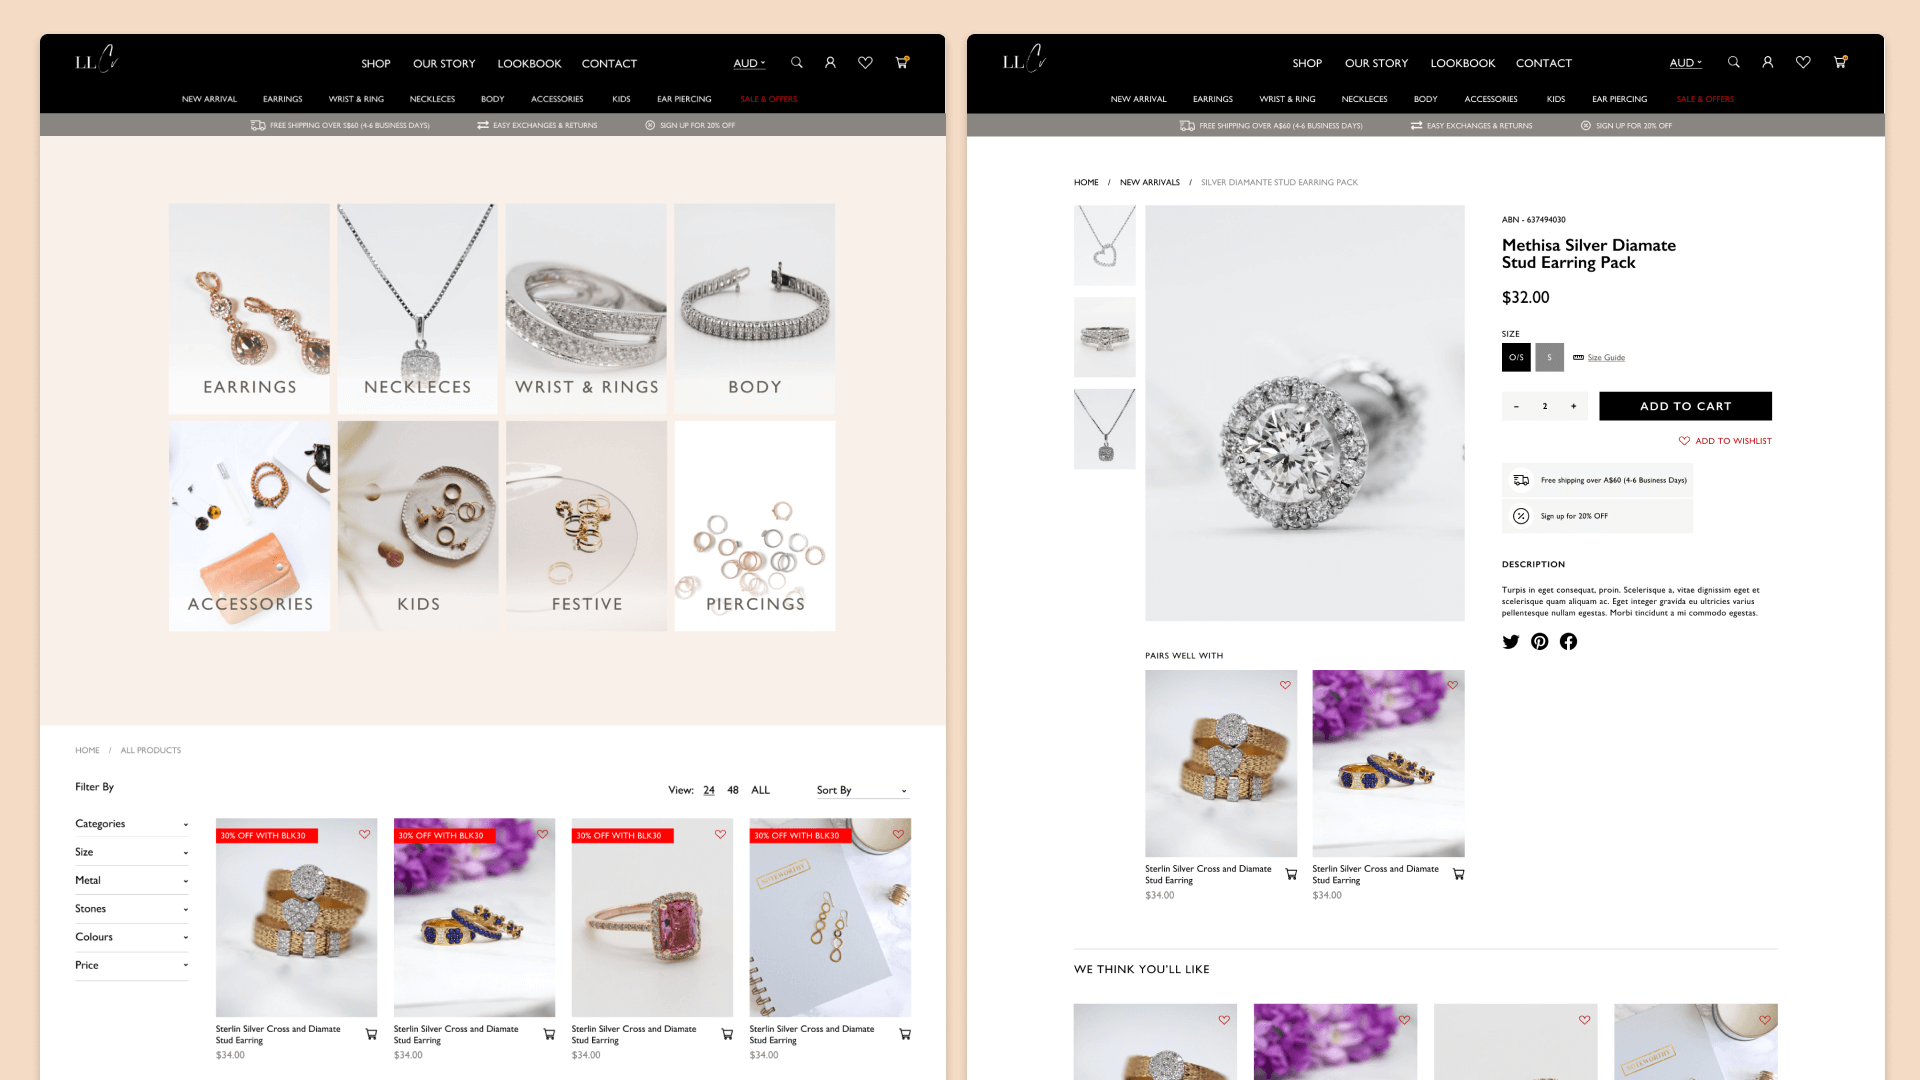 LL Cv
SHOP OUR STORY LOOKBOOK CONTACT
AUD
NEW ARRIVAL EARRINGS WRIST & RING NECKLECES BODY ACCESSORIES KIDS EAR PIERCING SALE & OFFERS
FREE SHIPPING OVER S$60 (4-6 BUSINESS DAYS) EASY EXCHANGES & RETURNS SIGN UP FOR 20% OFF
EARRINGS NECKLECES WRIST & RINGS BODY
ACCESSORIES KIDS FESTIVE PIERCINGS
HOME / ALL PRODUCTS
Filter By
View: 24 48 ALL Sort By
Categories
Size
Metal
Stones
Colours
Price
30% OFF WITH BLK30 30% OFF WITH BLK30 30% OFF WITH BLK30 30% OFF WITH BLK30
NOTEWORTHY
Sterlin Silver Cross and Diamate
Stud Earring
$34.00
Sterlin Silver Cross and Diamate
Stud Earring
$34.00
Sterlin Silver Cross and Diamate
Stud Earring
$34.00
Sterlin Silver Cross and Diamate
Stud Earring
$34.00
LL Cv
SHOP OUR STORY LOOKBOOK CONTACT
AUD
NEW ARRIVAL EARRINGS WRIST & RING NECKLECES BODY ACCESSORIES KIDS EAR PIERCING SALE & OFFERS
FREE SHIPPING OVER A$60 (4-6 BUSINESS DAYS) EASY EXCHANGES & RETURNS SIGN UP FOR 20% OFF
HOME / NEW ARRIVALS / SILVER DIAMANTE STUD EARRING PACK
ABN - 637494030
Methisa Silver Diamate
Stud Earring Pack
$32.00
SIZE
O/S S Size Guide
- 2 + ADD TO CART
ADD TO WISHLIST
Free shipping over A$60 (4-6 Business Days)
Sign up for 20% OFF
DESCRIPTION
Turpis in eget consequat, proin. Scelerisque a, vitae dignissim eget et
scelerisque quam aliquam ac. Eget integer gravida eu ultricies varius
pellentesque nullam egestas. Morbi tincidunt a mi commodo egestas.
PAIRS WELL WITH
Sterlin Silver Cross and Diamate
Stud Earring
$34.00
Sterlin Silver Cross and Diamate
Stud Earring
$34.00
WE THINK YOU'LL LIKE
NOTEWORTHY